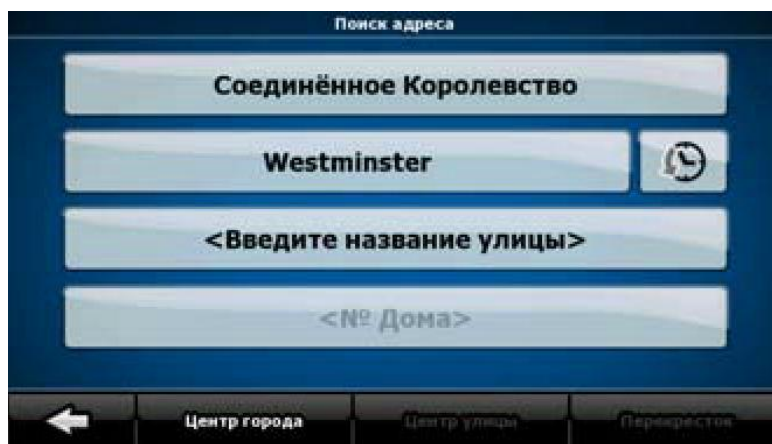 Поиск адреса
Соединённое Королевство
Westminster
<Введите название улицы>
<№ Дома>
Центр города
Центр улицы
Перекресток